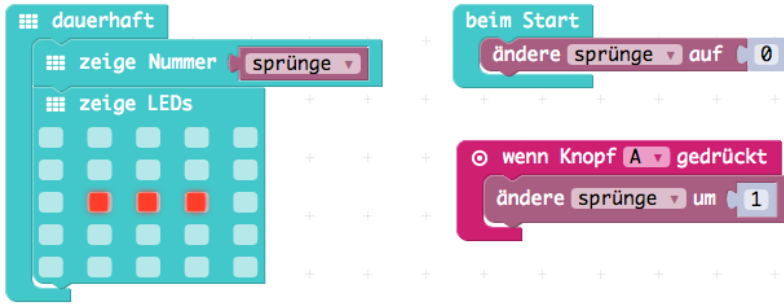 dauerhaft
zeige Nummer sprünge
zeige LEDs
beim Start
ändere sprünge auf 0
wenn Knopf A gedrückt
ändere sprünge um 1